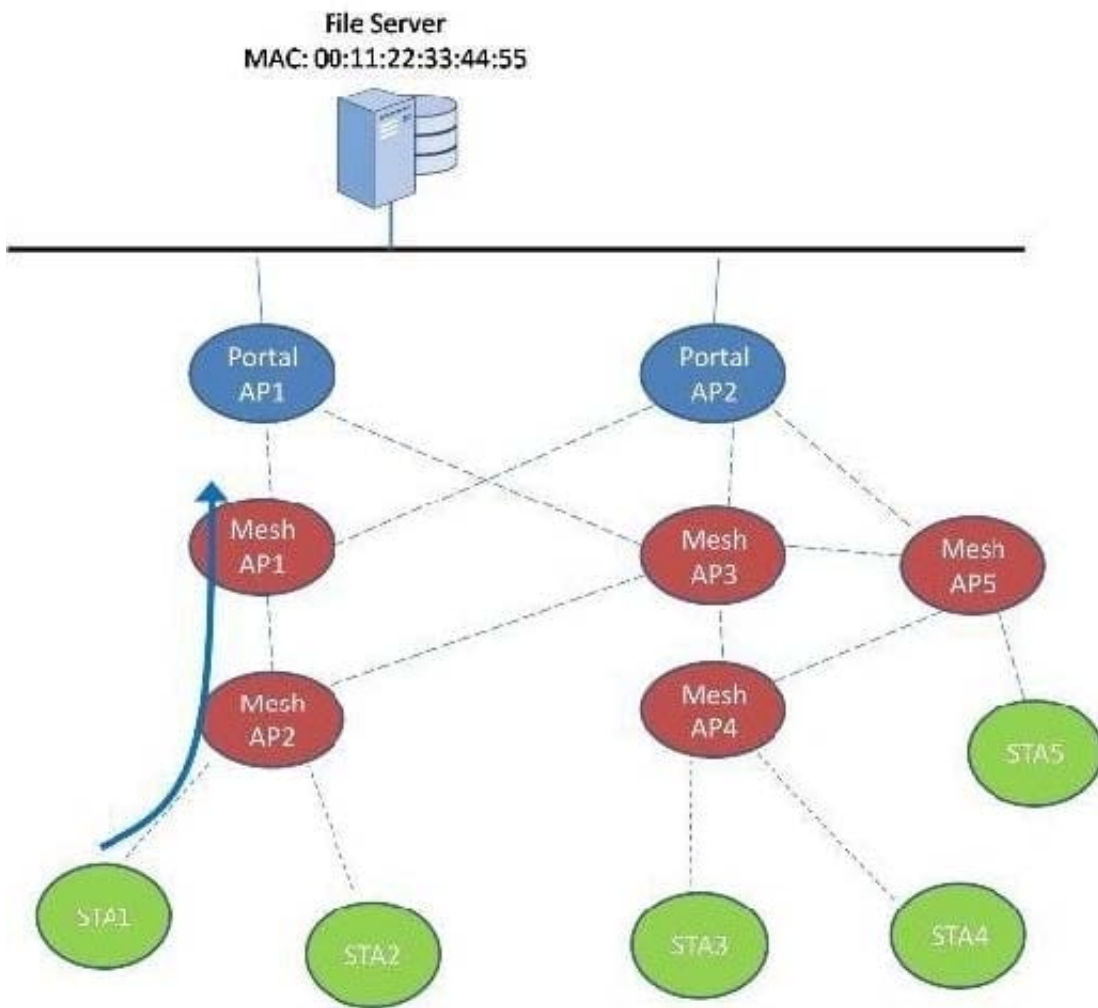 File Server
MAC: 00:11:22:33:44:55
Portal
AP1
Portal
AP2
Mesh
AP1
Mesh
AP3
Mesh
AP5
Mesh
AP2
Mesh
AP4
STA5
STA1
STA2
STA3
STA4